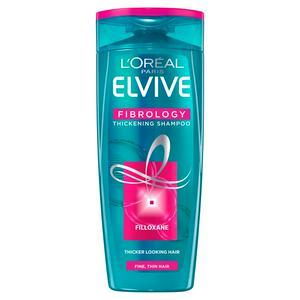 L'ORÉAL
PARIS
ELVIVE
FIBROLOGY
THICKENING SHAMPOO
FILLOXANE
THICKER LOOKING HAIR
FINE, THIN HAIR